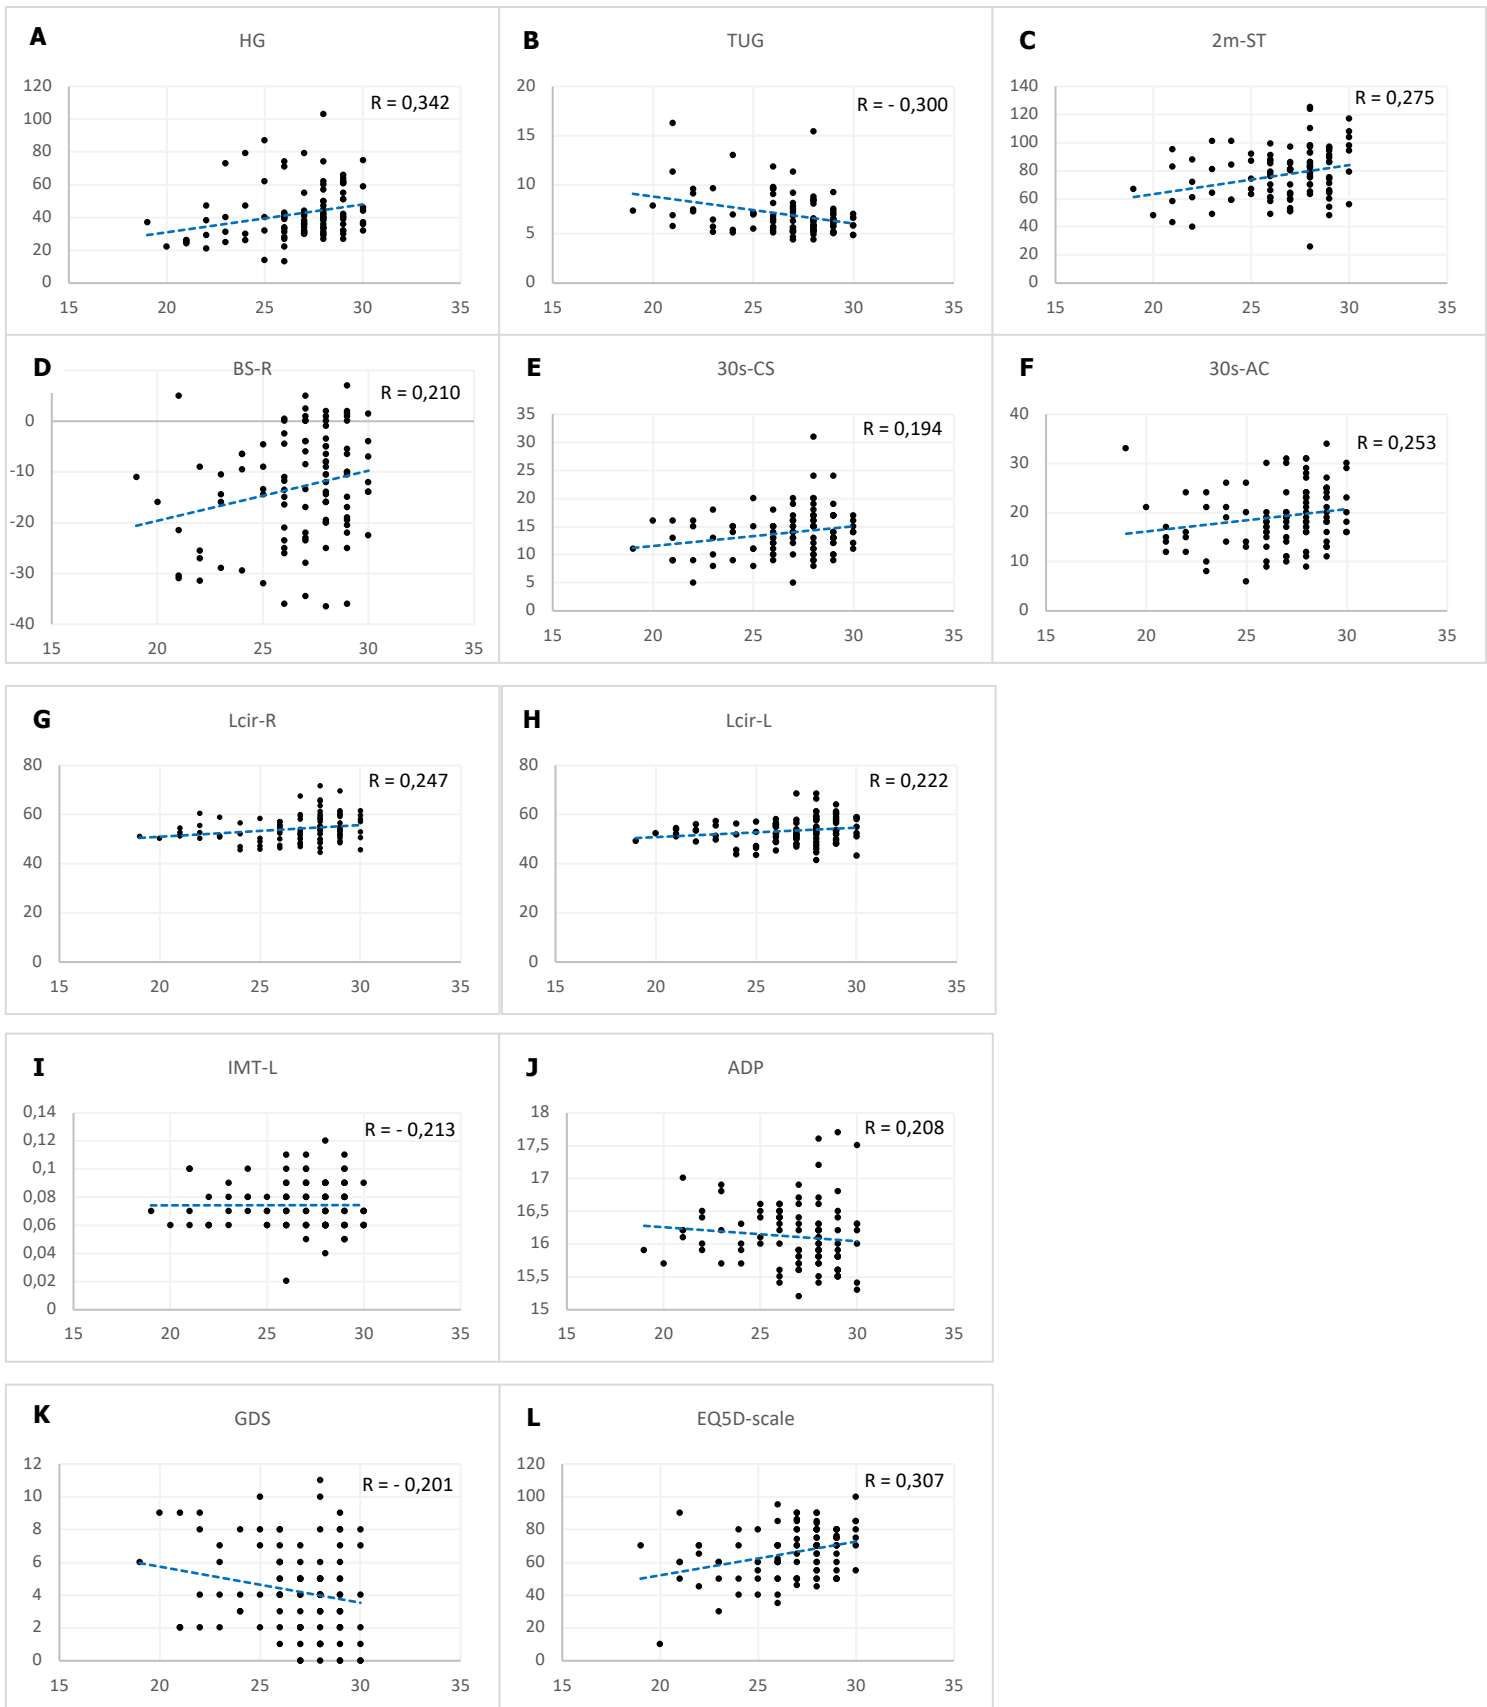 A
HG
R = 0,342
120
100
80
60
40
20
0
15 20 25 30 35
B
TUG
R = - 0,300
20
15
10
5
0
15 20 25 30 35
C
2m-ST
R = 0,275
140
120
100
80
60
40
20
0
15 20 25 30 35
D
BS-R
R = 0,210
0
-10
-20
-30
-40
15 20 25 30 35
E
30s-CS
R = 0,194
35
30
25
20
15
10
5
0
15 20 25 30 35
F
30s-AC
R = 0,253
40
30
20
10
0
15 20 25 30 35
G
Lcir-R
R = 0,247
80
60
40
20
0
15 20 25 30 35
H
Lcir-L
R = 0,222
80
60
40
20
0
15 20 25 30 35
I
IMT-L
R = - 0,213
0,14
0,12
0,1
0,08
0,06
0,04
0,02
0
15 20 25 30 35
J
ADP
R = 0,208
18
17,5
17
16,5
16
15,5
15
15 20 25 30 35
K
GDS
R = - 0,201
12
10
8
6
4
2
0
15 20 25 30 35
L
EQ5D-scale
R = 0,307
120
100
80
60
40
20
0
15 20 25 30 35